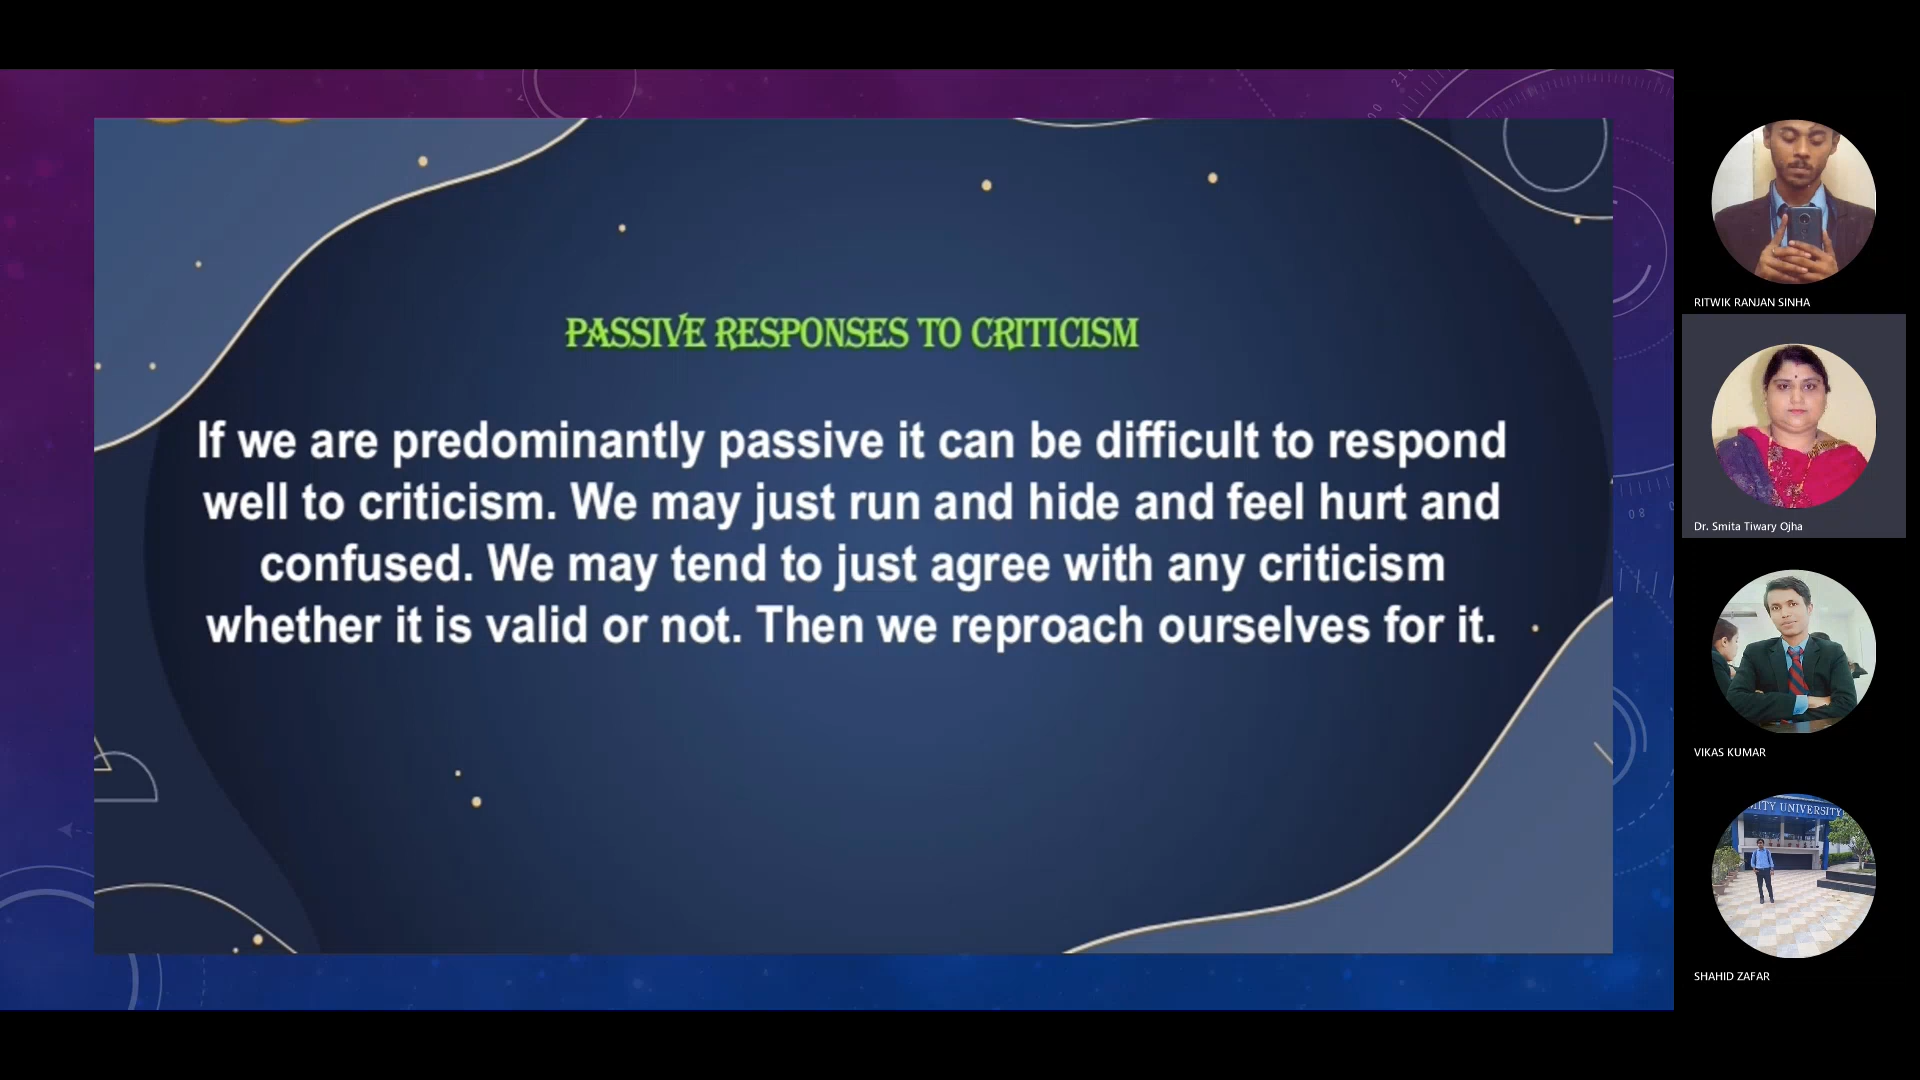 PASSIVE RESPONSES TO CRITICISM
If we are predominantly passive it can be difficult to respond
well to criticism. We may just run and hide and feel hurt and
confused. We may tend to just agree with any criticism
whether it is valid or not. Then we reproach ourselves for it.
RITWIK RANJAN SINHA
Dr. Smita Tiwary Ojha
VIKAS KUMAR
UNIVERSITY
SHAHID ZAFAR